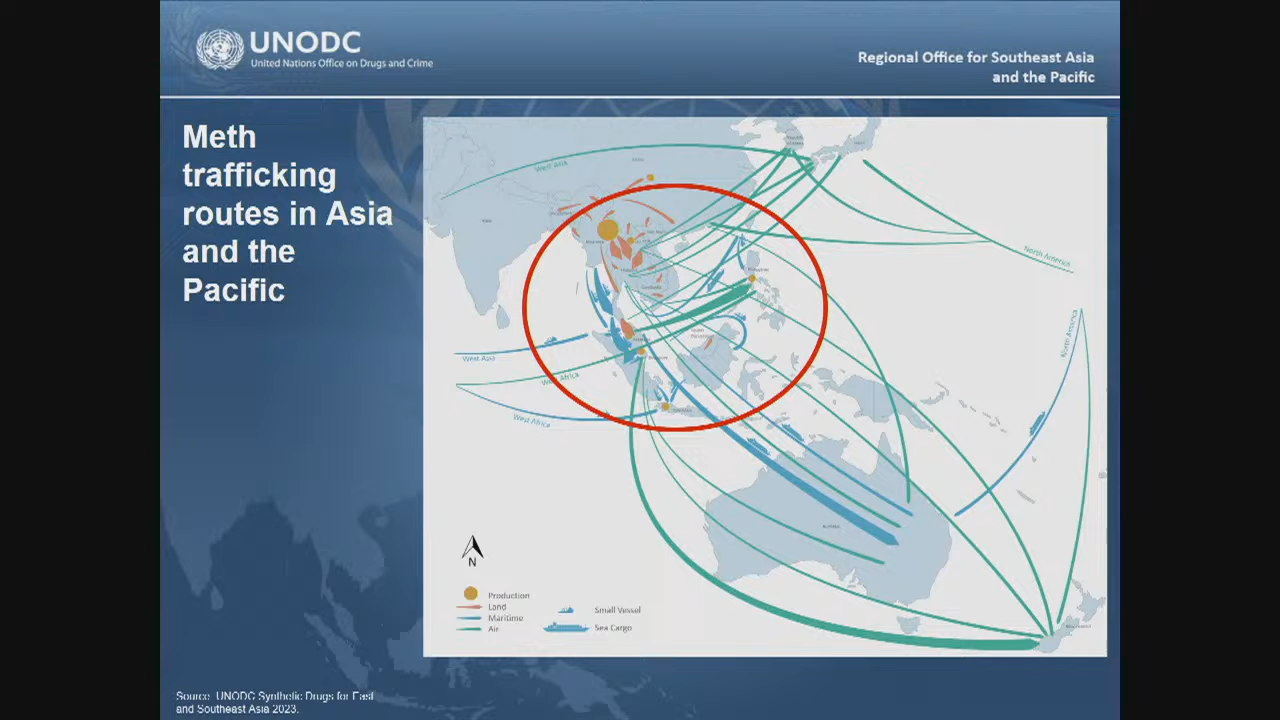 UNODC
United Nations Office on Drugs and Crime
Regional Office for Southeast Asia
and the Pacific
Meth
trafficking
routes in Asia
and the
Pacific
West Asia
North America
North America
West Asia
West Africa
West Africa
N
Production
Land
Maritime
Air
Small Vessel
Sea Cargo
Source: UNODC Synthetic Drugs for East
and Southeast Asia 2023.